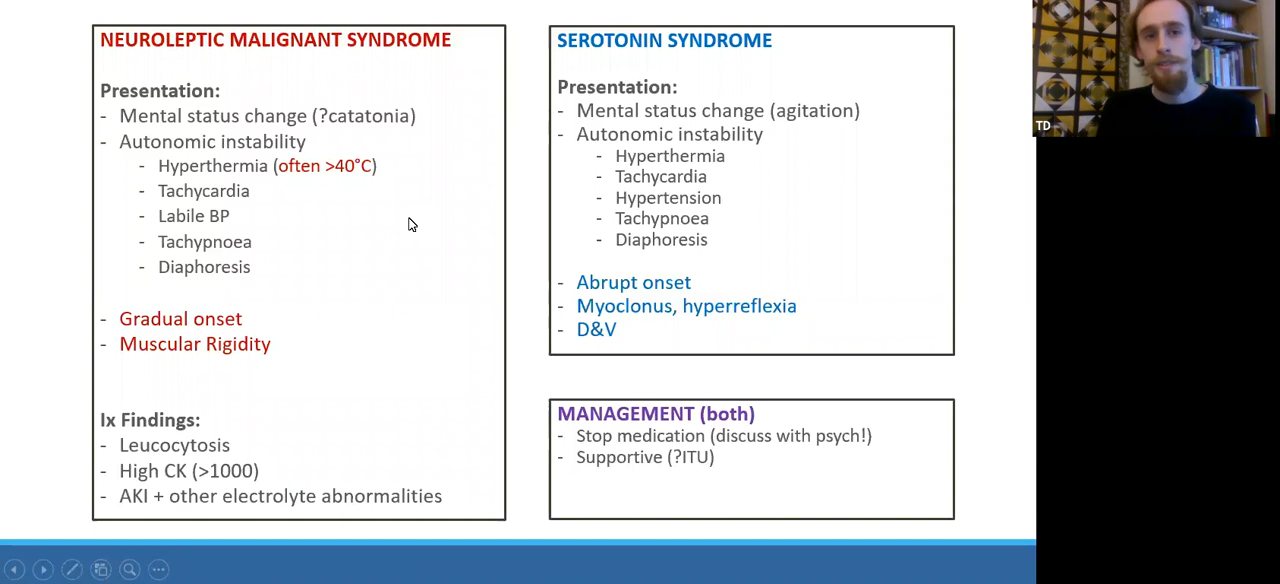 NEUROLEPTIC MALIGNANT SYNDROME
Presentation:
- Mental status change (?catatonia)
- Autonomic instability
- Hyperthermia (often >40°C)
- Tachycardia
- Labile BP
- Tachypnoea
- Diaphoresis
- Gradual onset
- Muscular Rigidity
Ix Findings:
- Leucocytosis
- High CK (>1000)
- AKI + other electrolyte abnormalities
SEROTONIN SYNDROME
Presentation:
- Mental status change (agitation)
- Autonomic instability
- Hyperthermia
- Tachycardia
- Hypertension
- Tachypnoea
- Diaphoresis
- Abrupt onset
- Myoclonus, hyperreflexia
- D&V
MANAGEMENT (both)
- Stop medication (discuss with psych!)
- Supportive (?ITU)
TD